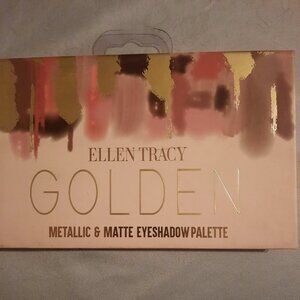 ELLEN TRACY
GOLDEN
METALLIC & MATTE EYESHADOW PALETTE